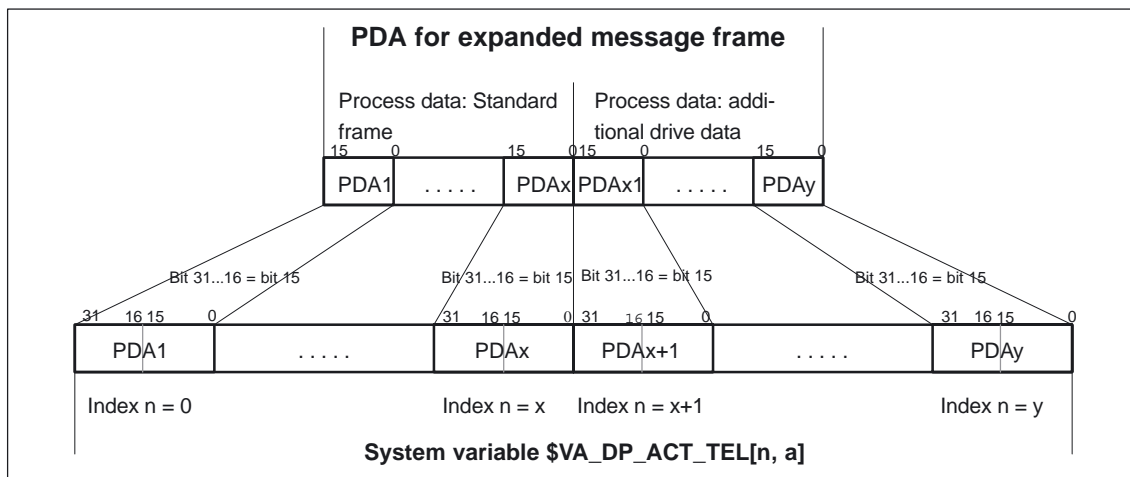 PDA for expanded message frame
Process data: Standard frame
Process data: addi-
tional drive data
15 0 15 0 15 0 15 0
PDA1 . . . . . PDAx PDAx1 . . . . . PDAy
Bit 31...16 = bit 15 Bit 31...16 = bit 15 Bit 31...16 = bit 15 Bit 31...16 = bit 15
31 16 15 0 31 16 15 0 31 16 15 0 31 16 15 0
PDA1 . . . . . PDAx PDAx+1 . . . . . PDAy
Index n = 0 Index n = x Index n = x+1 Index n = y
System variable $VA_DP_ACT_TEL[n, a]